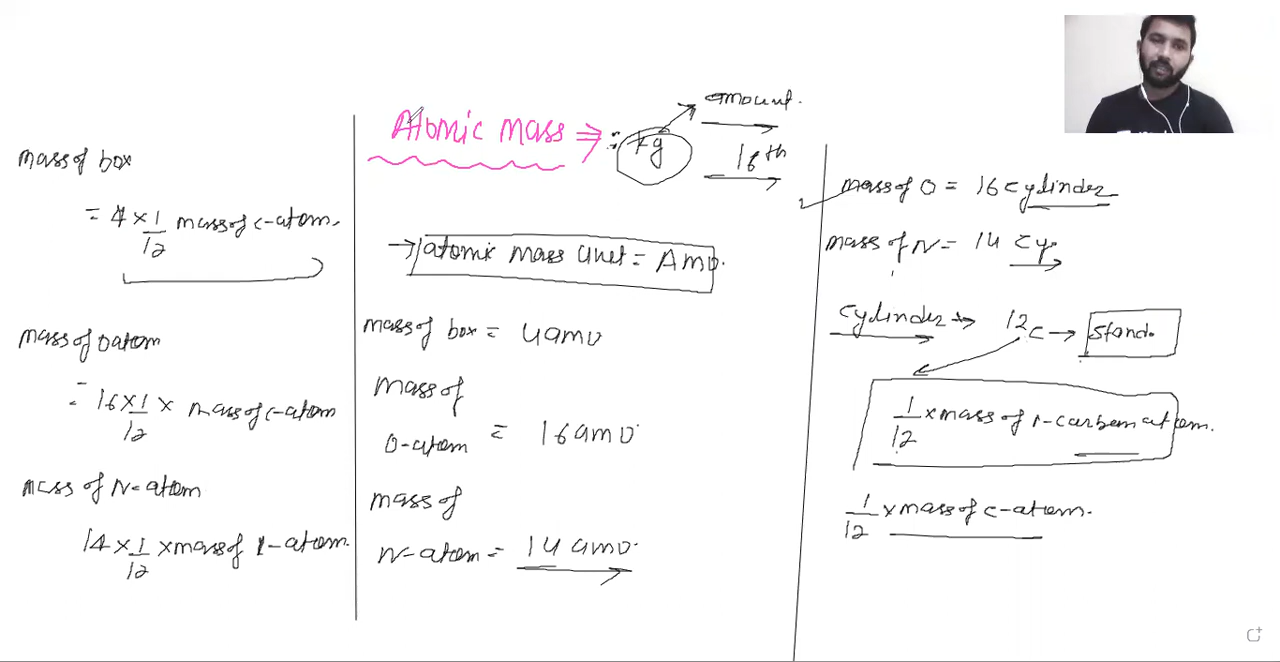 mass of box
= 4 × 1/12 mass of c-atom.
mass of O atom
= 16 × 1/12 × mass of c-atom
mass of N-atom
14 × 1/12 × mass of 1-atom.
Atomic mass ⇒ : kg
amount.
16th
→ atomic mass unit = Amu.
mass of box = 4 amu
mass of
O-atom = 16 amu
mass of
N-atom = 14 amu
mass of O = 16 cylinder
mass of N = 14 cy.
cylinder → 12c → stand.
1/12 × mass of 1-carbon atom.
1/12 × mass of c-atom.